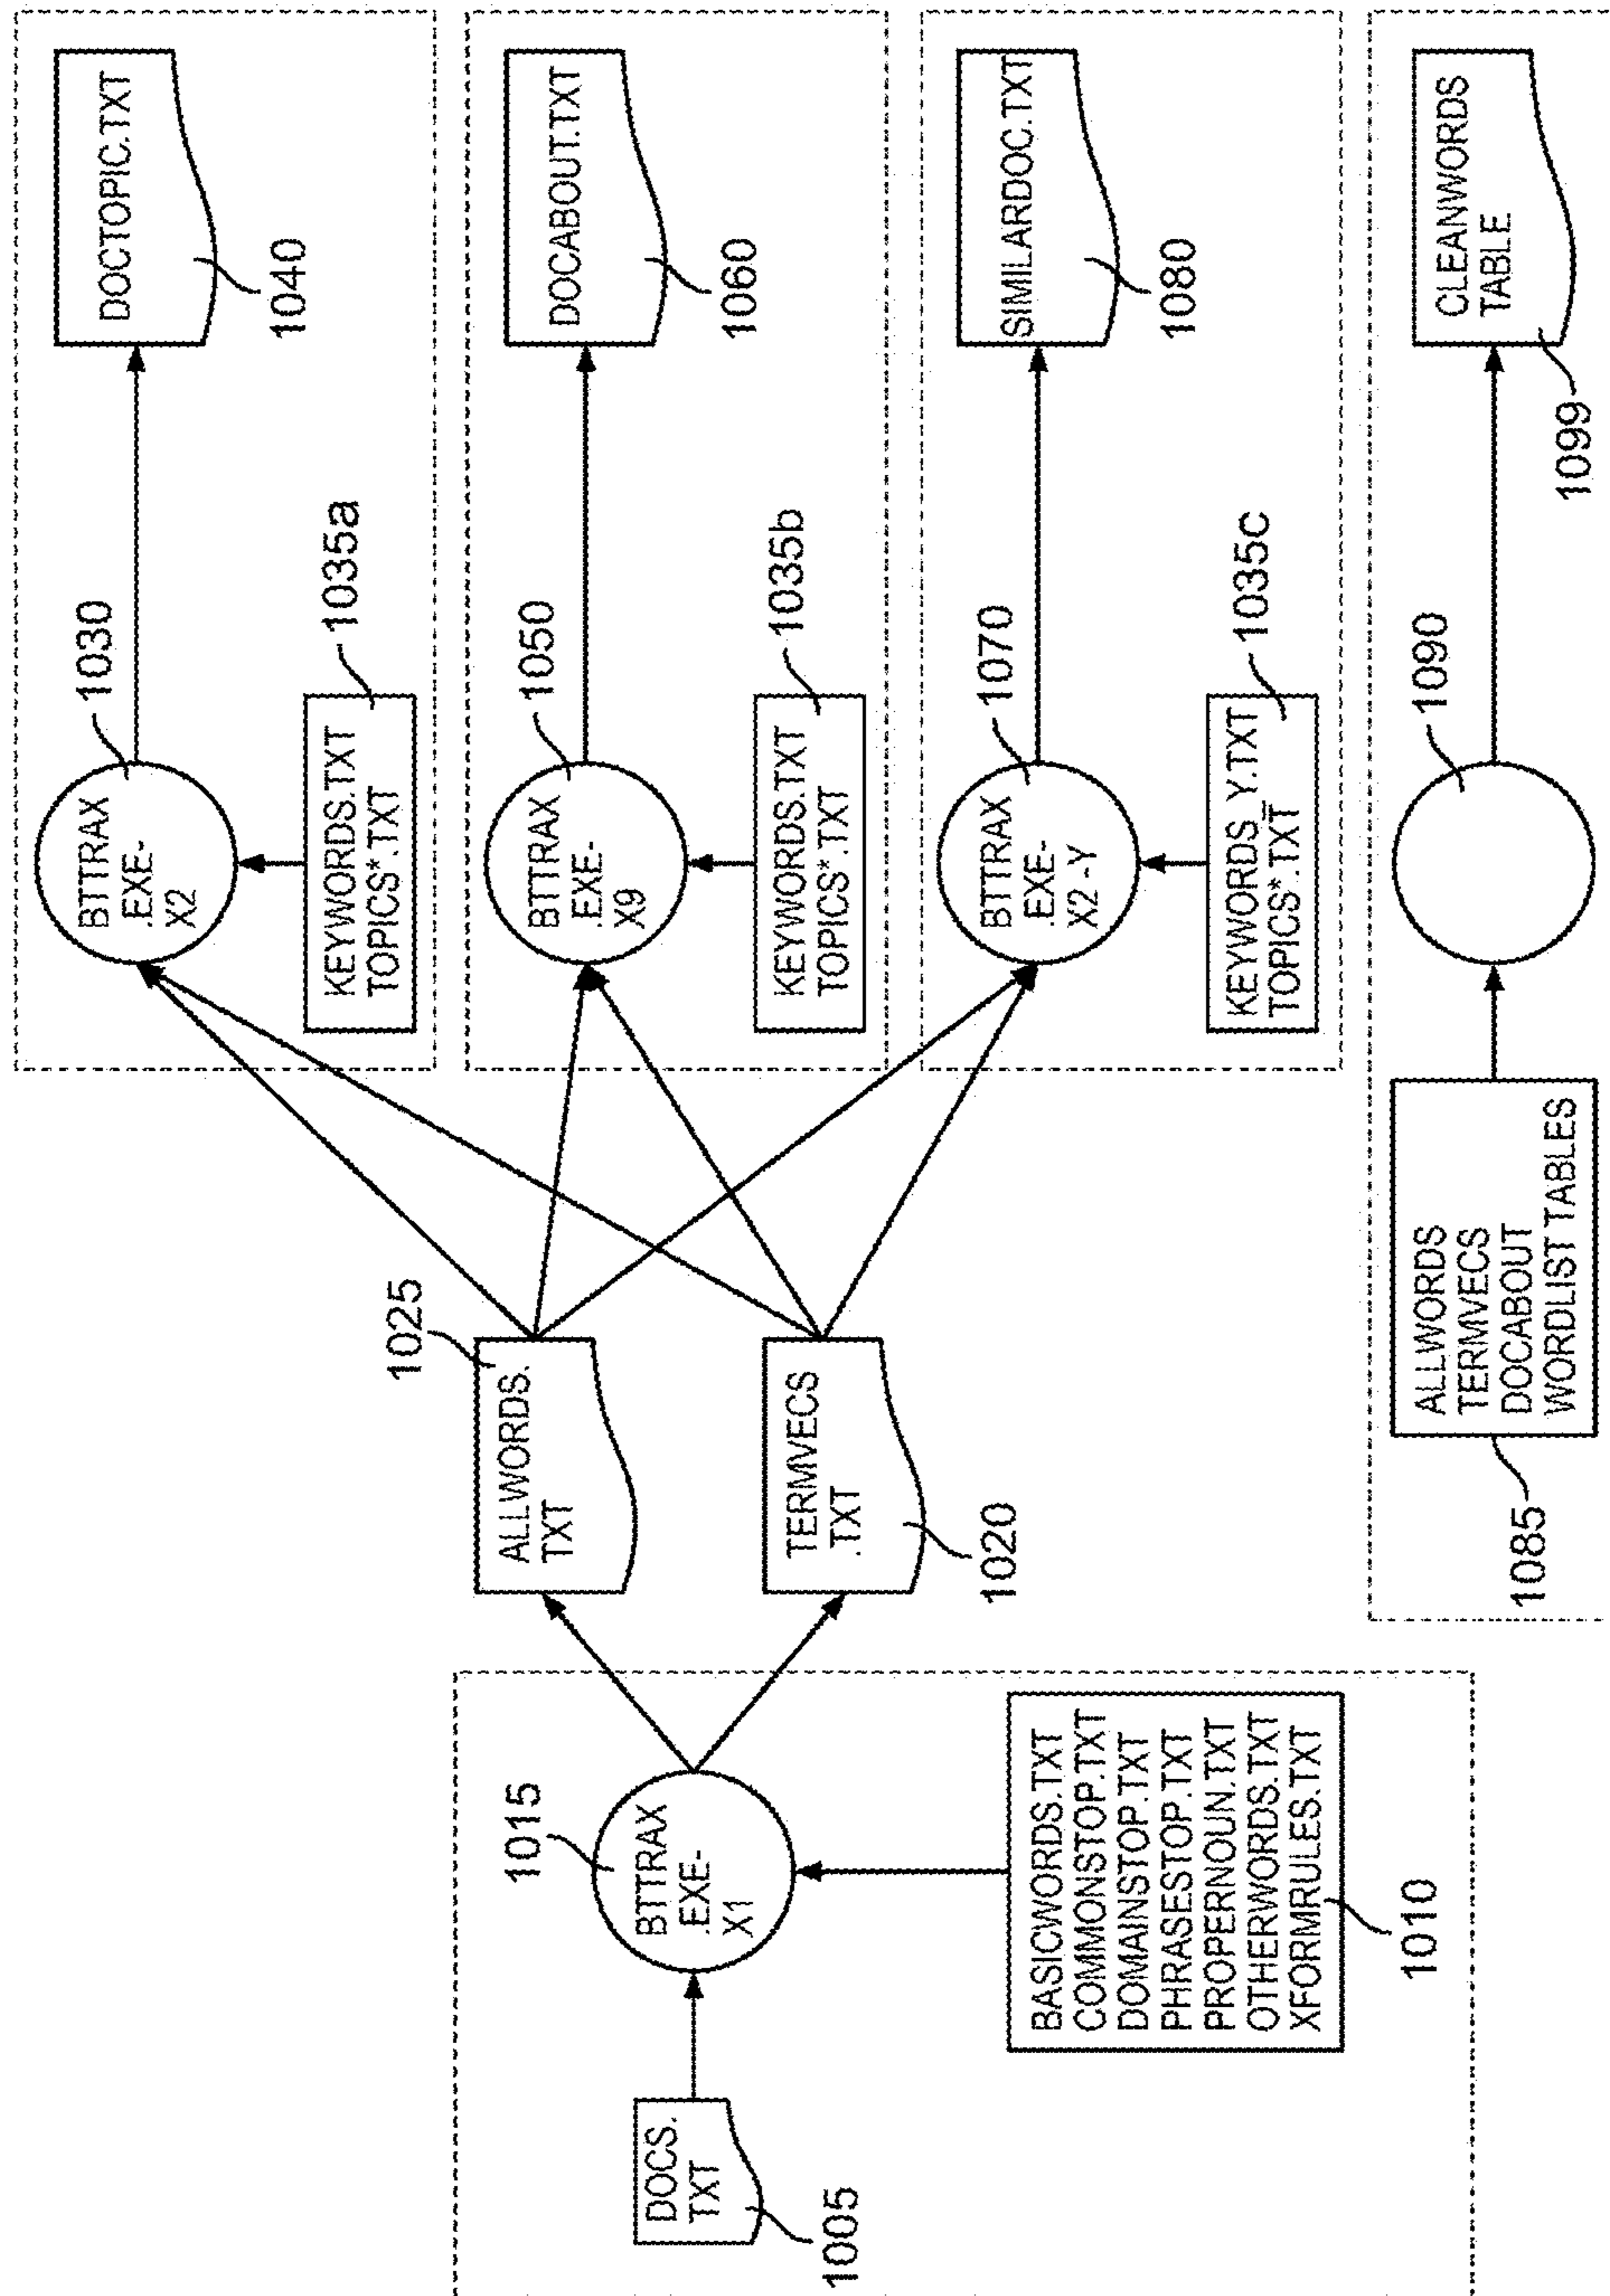 DOCS.
TXT
1005
BTTRAX
.EXE-
X1
1015
BASICWORDS.TXT
COMMONSTOP.TXT
DOMAINSTOP.TXT
PHRASESTOP.TXT
PROPERNOUN.TXT
OTHERWORDS.TXT
XFORMRULES.TXT
1010
ALLWORDS.
TXT
1025
TERMVECS
.TXT
1020
BTTRAX
.EXE-
X2
1030
KEYWORDS.TXT
TOPICS*.TXT
1035a
DOCTOPIC.TXT
1040
BTTRAX
.EXE-
X9
1050
KEYWORDS.TXT
TOPICS*.TXT
1035b
DOCABOUT.TXT
1060
BTTRAX
.EXE-
X2 -Y
1070
KEYWORDS_Y.TXT
TOPICS*.TXT
1035c
SIMILARDOC.TXT
1080
ALLWORDS
TERMVECS
DOCABOUT
WORDLIST TABLES
1085
1090
CLEANWORDS
TABLE
1099